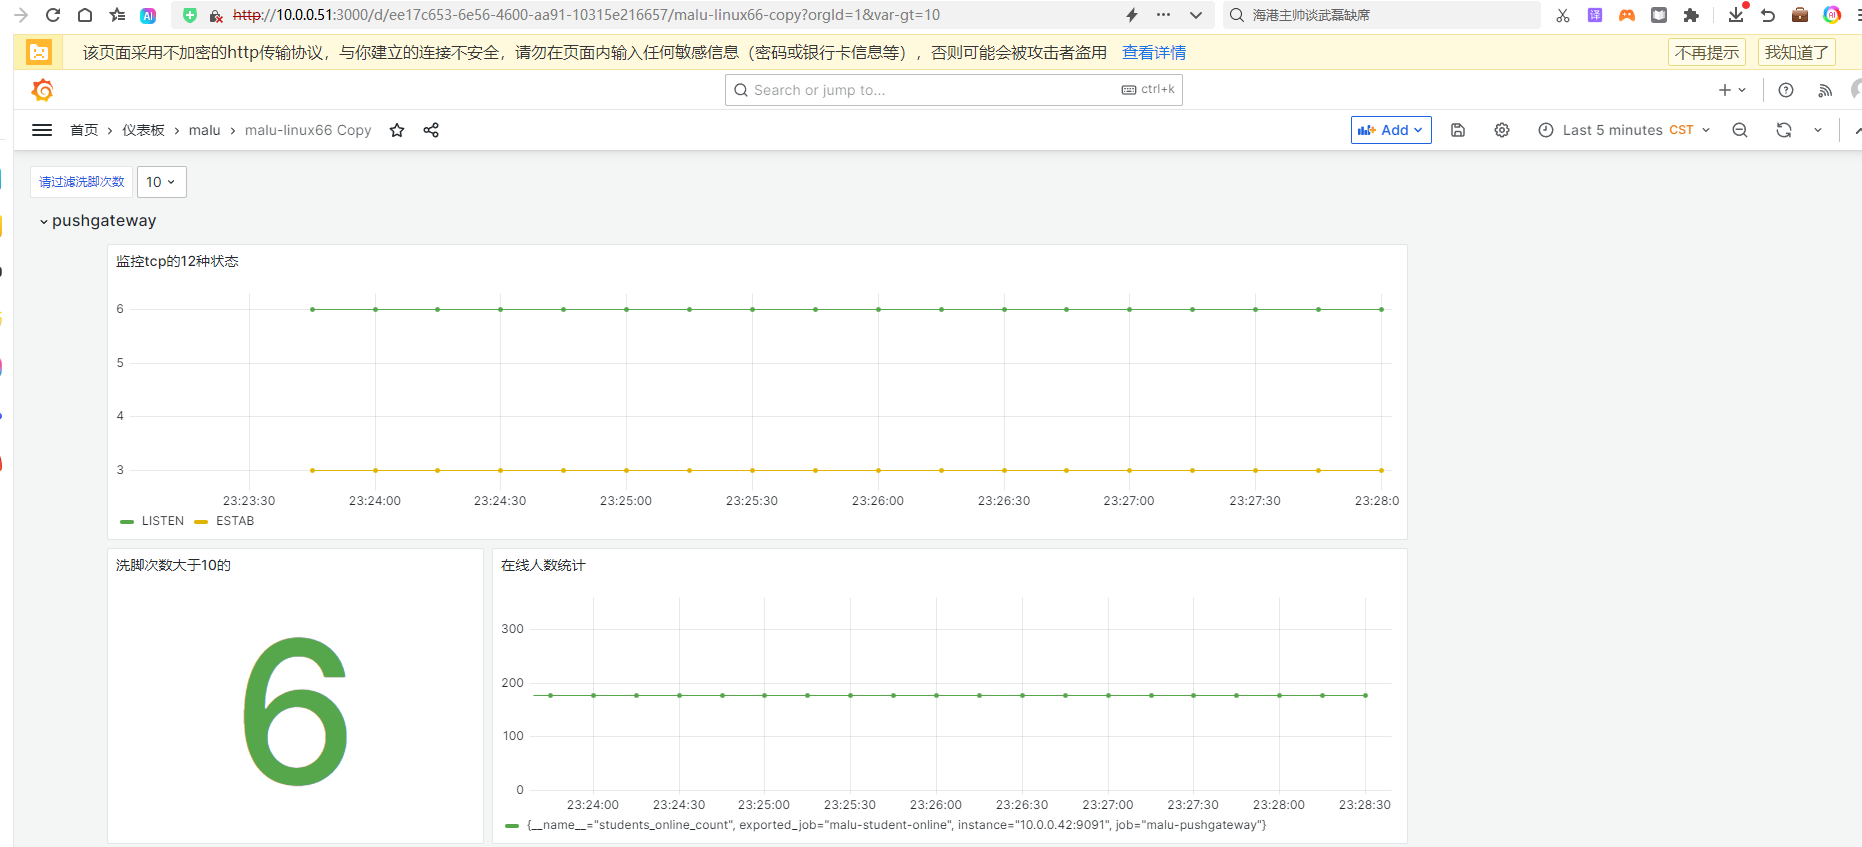 http://10.0.0.51:3000/d/ee17c653-6e56-4600-aa91-10315e216657/malu-linux66-copy?orgId=1&var-gt=10
海港主帅谈武磊缺席
该页面采用不加密的http传输协议，与你建立的连接不安全，请勿在页面内输入任何敏感信息（密码或银行卡信息等），否则可能会被攻击者盗用 查看详情 不再提示 我知道了
Search or jump to... ctrl+k
首页 › 仪表板 › malu › malu-linux66 Copy Add Last 5 minutes CST
请过滤洗脚次数 10
pushgateway
监控tcp的12种状态
6
5
4
3
23:23:30 23:24:00 23:24:30 23:25:00 23:25:30 23:26:00 23:26:30 23:27:00 23:27:30 23:28:0
LISTEN ESTAB
洗脚次数大于10的
6
在线人数统计
300
200
100
0
23:24:00 23:24:30 23:25:00 23:25:30 23:26:00 23:26:30 23:27:00 23:27:30 23:28:00 23:28:30
{__name__="students_online_count", exported_job="malu-student-online", instance="10.0.0.42:9091", job="malu-pushgateway"}